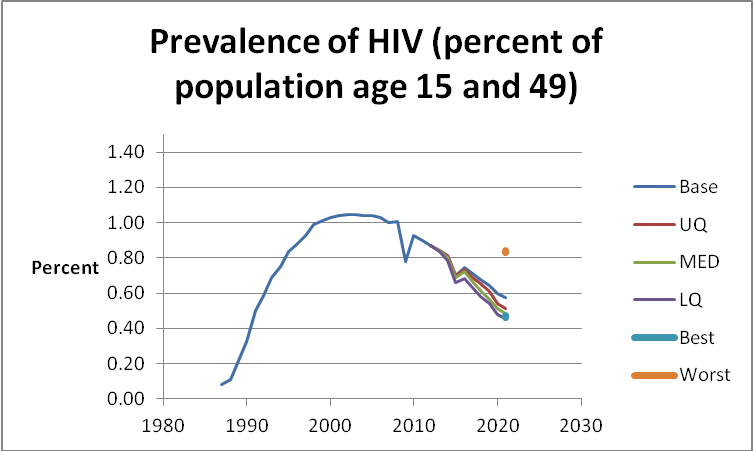 Prevalence of HIV (percent of
population age 15 and 49)
1.40
1.20
1.00
0.80
0.60
0.40
0.20
0.00
Percent
1980 1990 2000 2010 2020 2030
Base
UQ
MED
LQ
Best
Worst